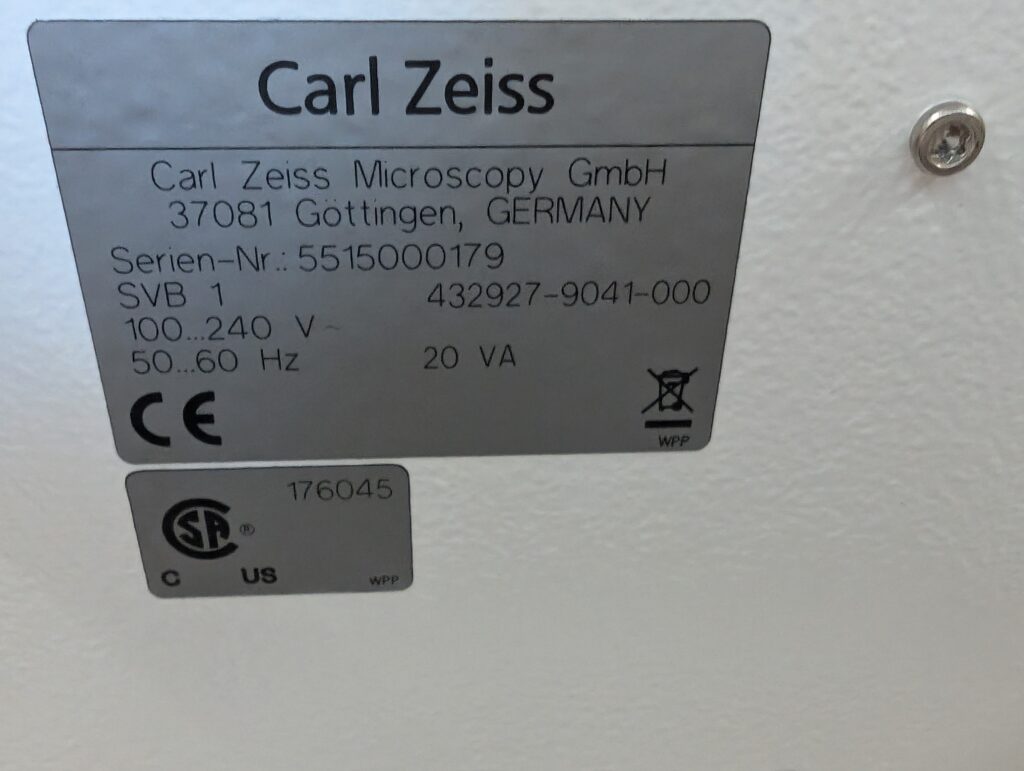 Carl Zeiss
Carl Zeiss Microscopy GmbH
37081 Göttingen, GERMANY
Serien-Nr.: 5515000179
SVB 1 432927-9041-000
100...240 V~
50...60 Hz 20 VA
CE
WPP
176045
CSA ®
C US
WPP